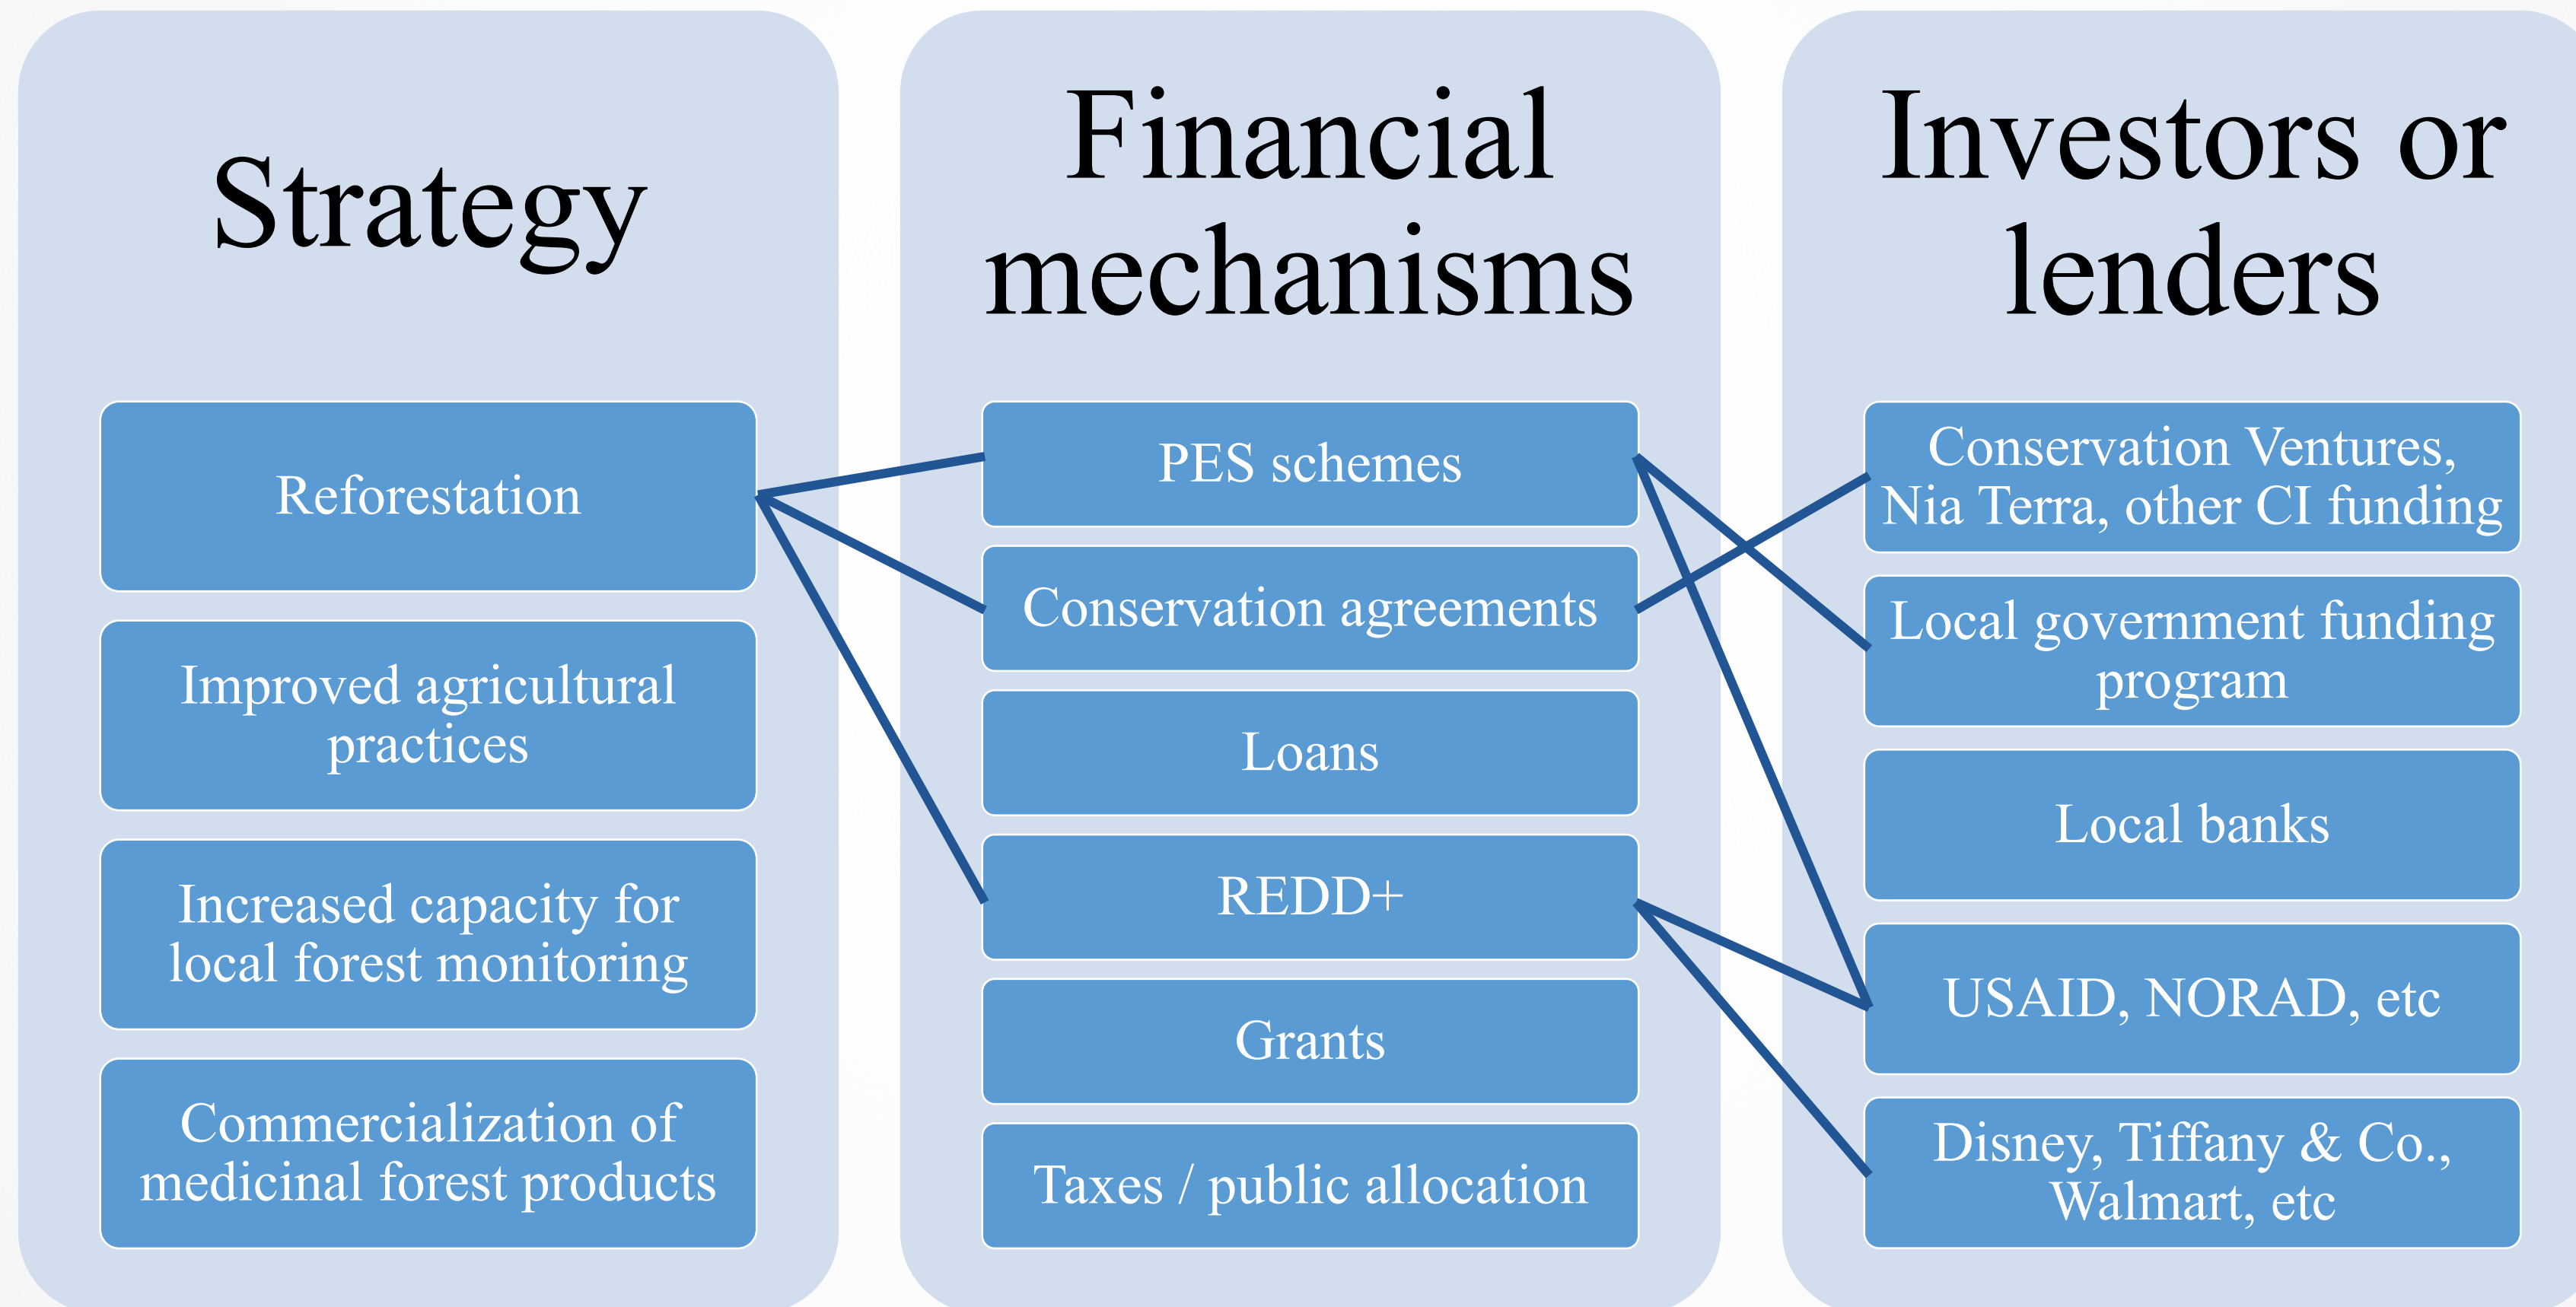 Strategy
Reforestation
Improved agricultural
practices
Increased capacity for
local forest monitoring
Commercialization of
medicinal forest products
Financial
mechanisms
PES schemes
Conservation agreements
Loans
REDD+
Grants
Taxes / public allocation
Investors or
lenders
Conservation Ventures,
Nia Terra, other CI funding
Local government funding
program
Local banks
USAID, NORAD, etc
Disney, Tiffany & Co.,
Walmart, etc